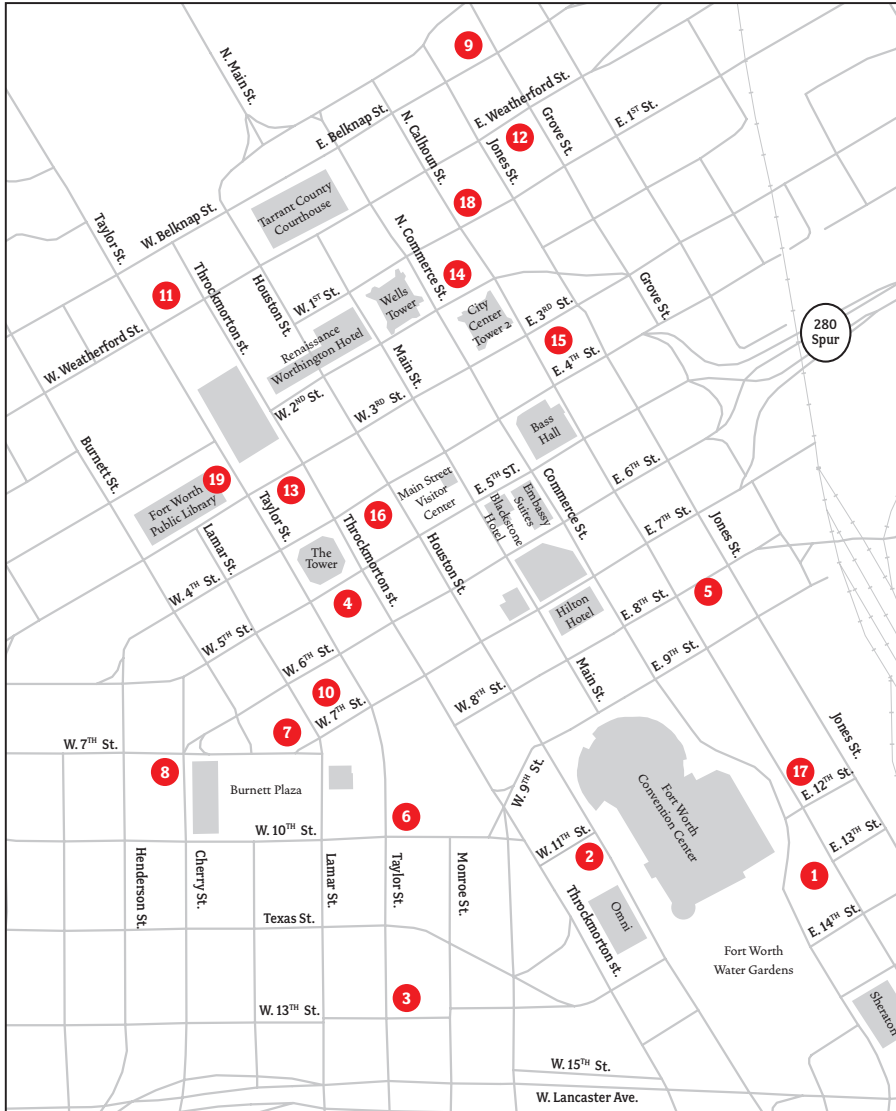 9
N. Main St.
E. Weatherford St.
E. Belknap St.
N. Calhoun St.
12
Grove St.
E. 1ST St.
Jones St.
Tarrant County
Courthouse
18
W. Belknap St.
Taylor St.
N. Commerce St.
14
Throckmorton st.
Houston St.
11
W. 1ST St.
Wells
Tower
City
Center
Tower 2
E. 3RD St.
Grove St.
280
Spur
W. Weatherford St.
Renaissance
Worthington Hotel
Main St.
15
E. 4TH St.
W. 2ND St.
W. 3RD St.
Bass
Hall
Burnett St.
19
Fort Worth
Public Library
13
Taylor St.
16
Main Street
Visitor
Center
E. 5TH ST.
Blackstone
Hotel
Embassy
Suites
Commerce St.
E. 6TH St.
E. 7TH St.
Jones St.
Lamar St.
The
Tower
Throckmorton st.
Houston St.
W. 4TH St.
4
Hilton
Hotel
E. 8TH St.
5
W. 5TH St.
W. 6TH St.
E. 9TH St.
10
W. 8TH St.
Main St.
W. 7TH St.
7
W. 7TH St.
Jones St.
8
Burnett Plaza
W. 9TH St.
Fort Worth
Convention Center
17
E. 12TH St.
W. 10TH St.
6
W. 11TH St.
2
E. 13TH St.
1
Henderson St.
Cherry St.
Lamar St.
Taylor St.
Monroe St.
Throckmorton st.
Omni
E. 14TH St.
Texas St.
Fort Worth
Water Gardens
3
W. 13TH St.
Sheraton
W. 15TH St.
W. Lancaster Ave.